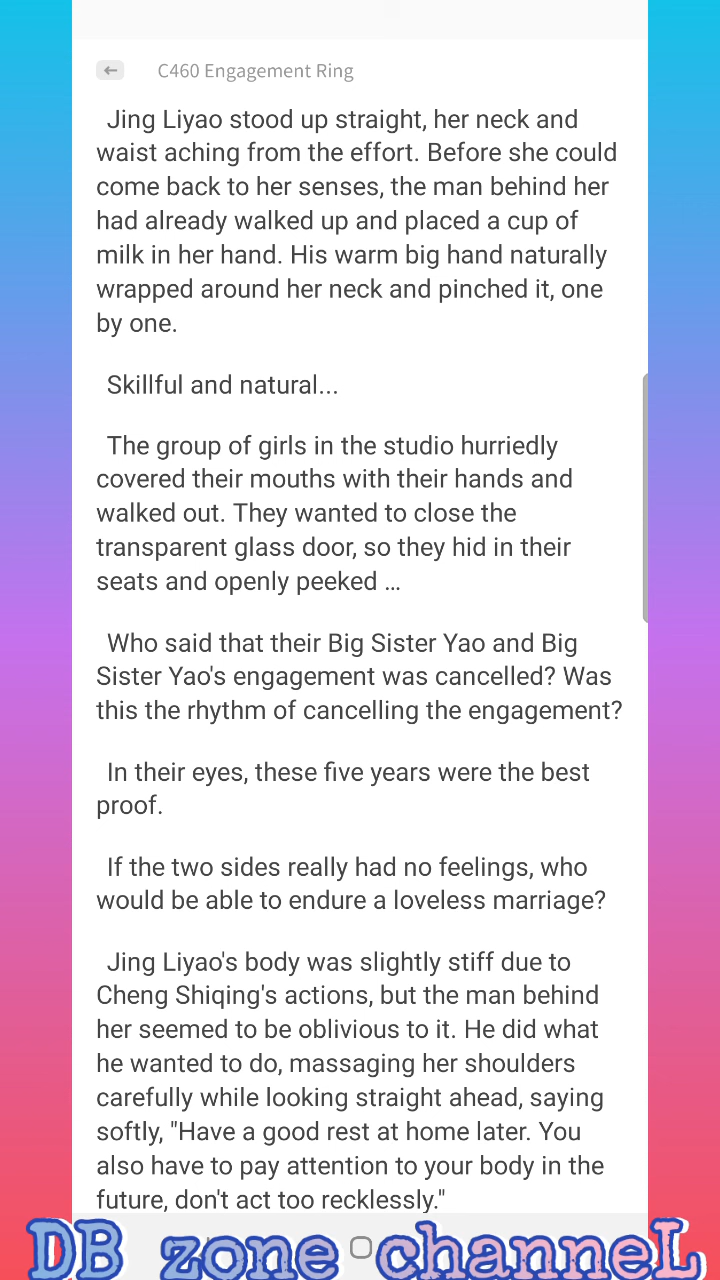 C460 Engagement Ring
Jing Liyao stood up straight, her neck and
waist aching from the effort. Before she could
come back to her senses, the man behind her
had already walked up and placed a cup of
milk in her hand. His warm big hand naturally
wrapped around her neck and pinched it, one
by one.
Skillful and natural...
The group of girls in the studio hurriedly
covered their mouths with their hands and
walked out. They wanted to close the
transparent glass door, so they hid in their
seats and openly peeked ...
Who said that their Big Sister Yao and Big
Sister Yao's engagement was cancelled? Was
this the rhythm of cancelling the engagement?
In their eyes, these five years were the best
proof.
If the two sides really had no feelings, who
would be able to endure a loveless marriage?
Jing Liyao's body was slightly stiff due to
Cheng Shiqing's actions, but the man behind
her seemed to be oblivious to it. He did what
he wanted to do, massaging her shoulders
carefully while looking straight ahead, saying
softly, "Have a good rest at home later. You
also have to pay attention to your body in the
future, don't act too recklessly."
DB zone channeL